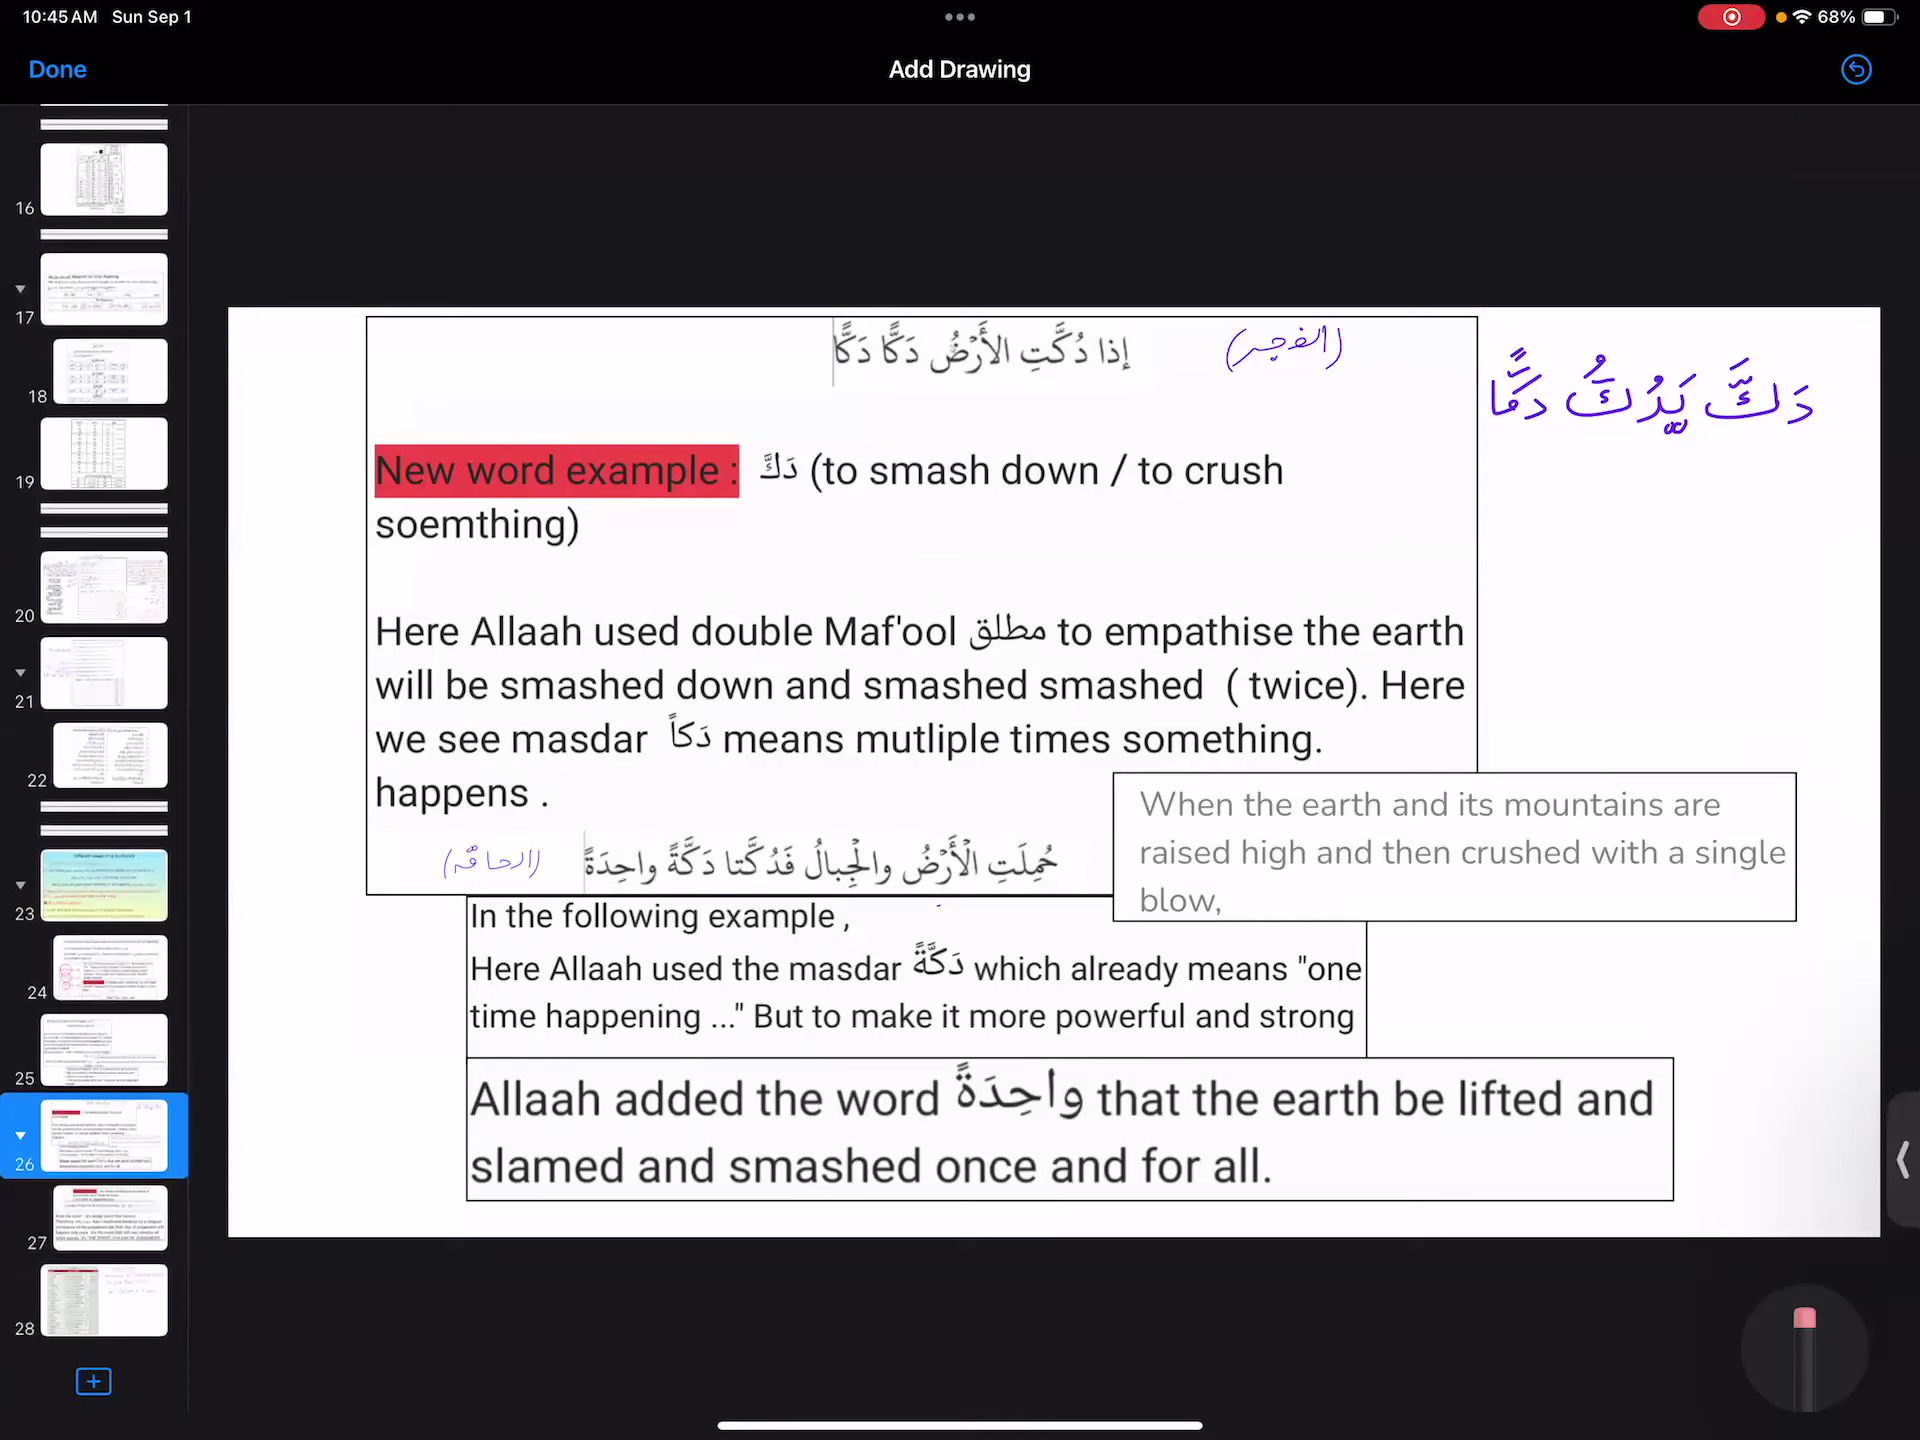 10:45 AM Sun Sep 1
68%
Done
Add Drawing
إذا دُكَّتِ الأَرْضُ دَكًّا دَكًّا
(الفجر)
دَكَّ يَدُكُّ دَكًّا
New word example : دَكَّ (to smash down / to crush
soemthing)
Here Allaah used double Maf'ool مطلق to empathise the earth
will be smashed down and smashed smashed ( twice). Here
we see masdar دَكاً means mutliple times something.
happens .
حُمِلَتِ الْأَرْضُ والْجِبالُ فَدُكَّتا دَكَّةً واحِدَةً
(الحاقة)
When the earth and its mountains are
raised high and then crushed with a single
blow,
In the following example ,
Here Allaah used the masdar دَكَّةً which already means "one
time happening ..." But to make it more powerful and strong
Allaah added the word واحِدَةً that the earth be lifted and
slamed and smashed once and for all.
16
17
18
19
20
21
22
23
24
25
26
27
28